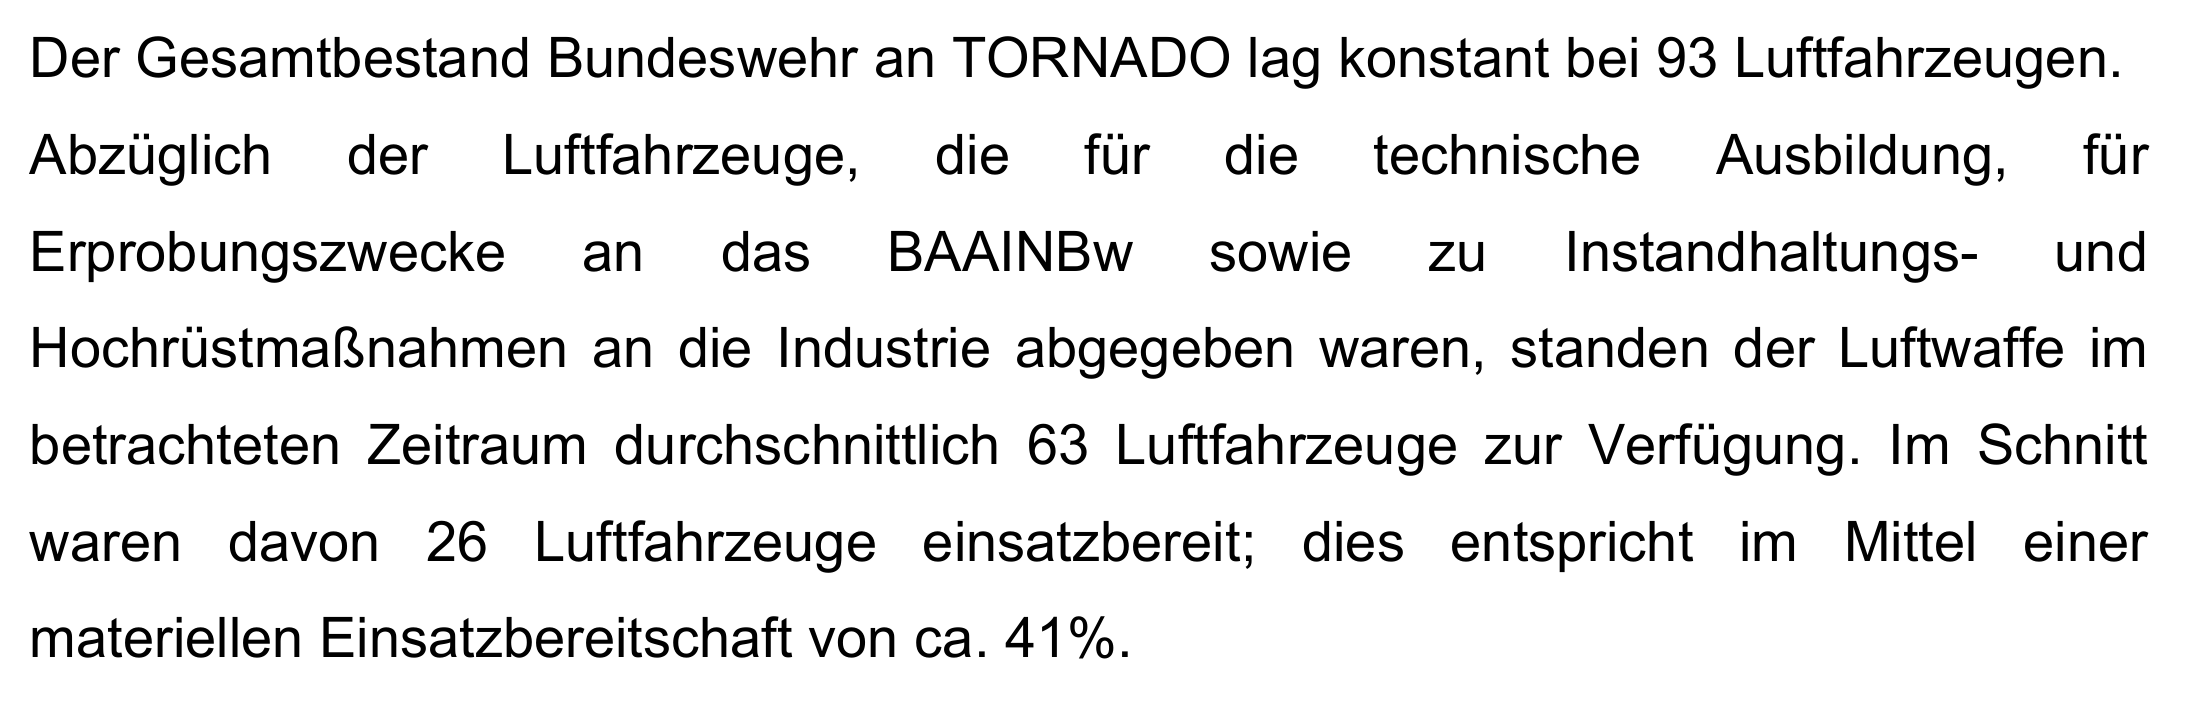 Der Gesamtbestand Bundeswehr an TORNADO lag konstant bei 93 Luftfahrzeugen.
Abzüglich der Luftfahrzeuge, die für die technische Ausbildung, für
Erprobungszwecke an das BAAINBw sowie zu Instandhaltungs- und
Hochrüstmaßnahmen an die Industrie abgegeben waren, standen der Luftwaffe im
betrachteten Zeitraum durchschnittlich 63 Luftfahrzeuge zur Verfügung. Im Schnitt
waren davon 26 Luftfahrzeuge einsatzbereit; dies entspricht im Mittel einer
materiellen Einsatzbereitschaft von ca. 41%.